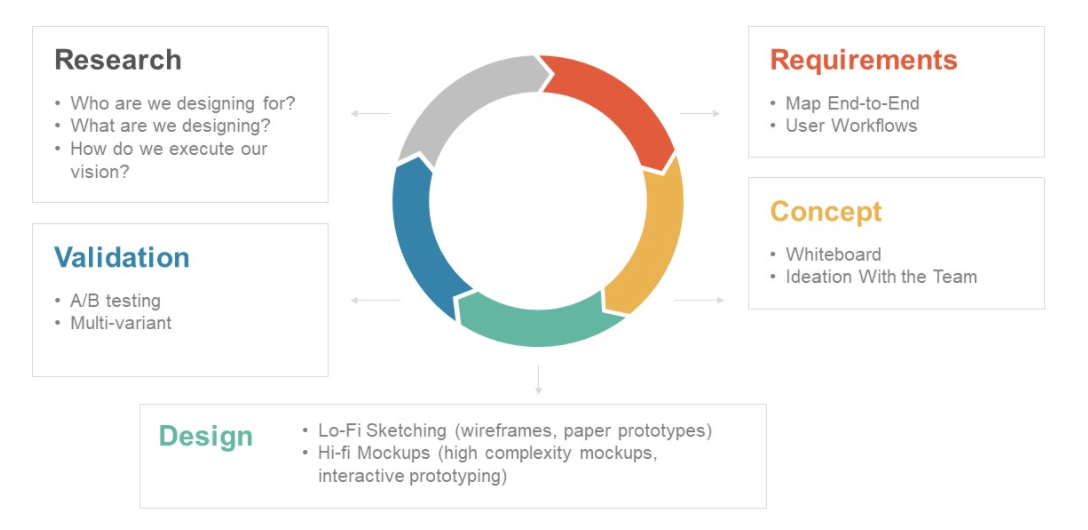 Research
• Who are we designing for?
• What are we designing?
• How do we execute our
vision?
Requirements
• Map End-to-End
• User Workflows
Concept
• Whiteboard
• Ideation With the Team
Validation
• A/B testing
• Multi-variant
Design
• Lo-Fi Sketching (wireframes, paper prototypes)
• Hi-fi Mockups (high complexity mockups,
interactive prototyping)